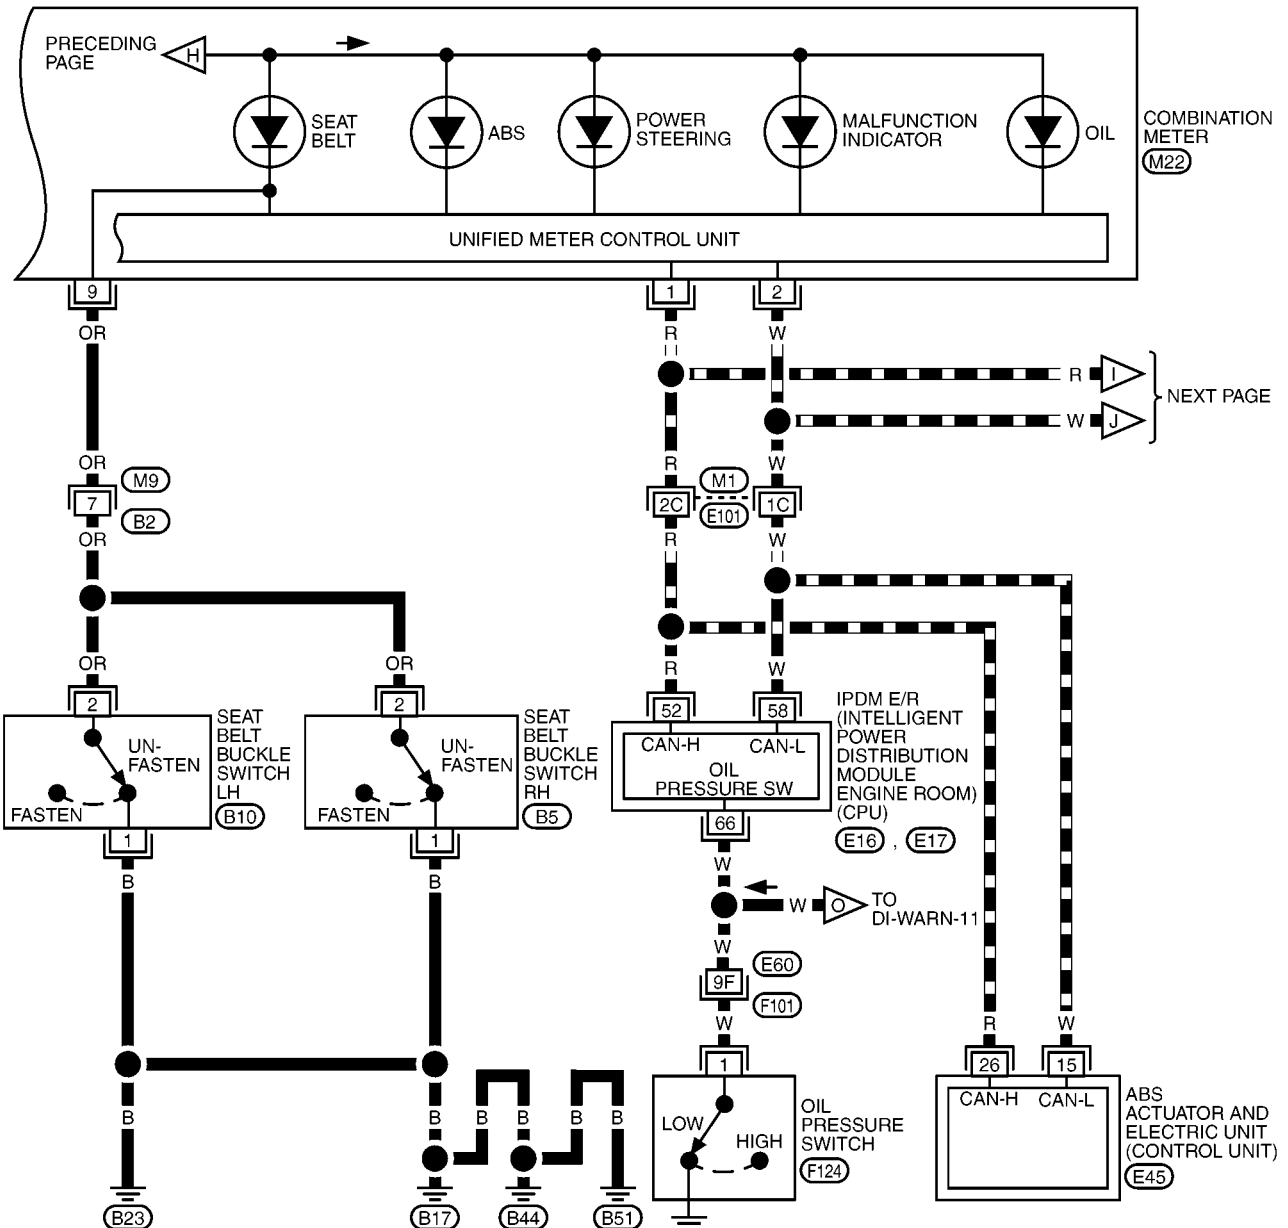 PRECEDING
PAGE
H
SEAT
BELT
ABS
POWER
STEERING
MALFUNCTION
INDICATOR
OIL
COMBINATION
METER
M22
UNIFIED METER CONTROL UNIT
9
1
2
OR
R
W
R
I
NEXT PAGE
W
J
OR
R
W
M9
7
B2
M1
2C
1C
E101
OR
R
W
OR
OR
R
W
2
2
52
58
SEAT
BELT
BUCKLE
SWITCH
LH
B10
UN-
FASTEN
FASTEN
SEAT
BELT
BUCKLE
SWITCH
RH
B5
UN-
FASTEN
FASTEN
CAN-H
CAN-L
OIL
PRESSURE SW
IPDM E/R
(INTELLIGENT
POWER
DISTRIBUTION
MODULE
ENGINE ROOM)
(CPU)
E16 , E17
1
1
66
B
B
W
W
O
TO
DI-WARN-11
W
E60
9F
F101
W
R
W
1
26
15
B
B
B
B
B
B
B
LOW
HIGH
OIL
PRESSURE
SWITCH
F124
CAN-H
CAN-L
ABS
ACTUATOR AND
ELECTRIC UNIT
(CONTROL UNIT)
E45
B23
B17
B44
B51